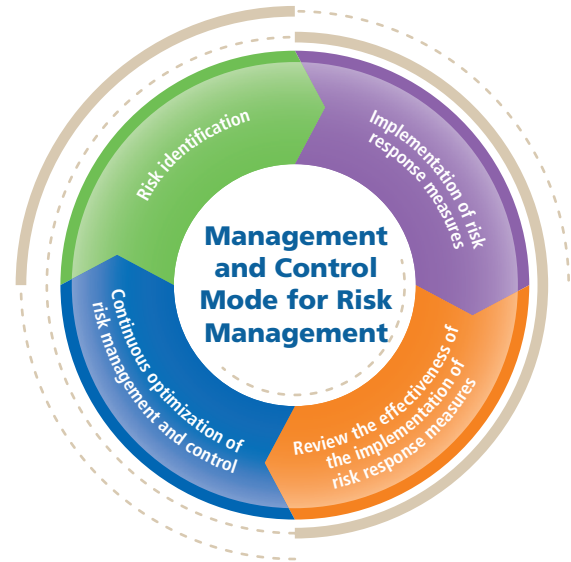 Management
and Control
Mode for Risk
Management
Risk identification
Implementation of risk
response measures
Review the effectiveness of
the implementation of
risk response measures
Continuous optimization of
risk management and control